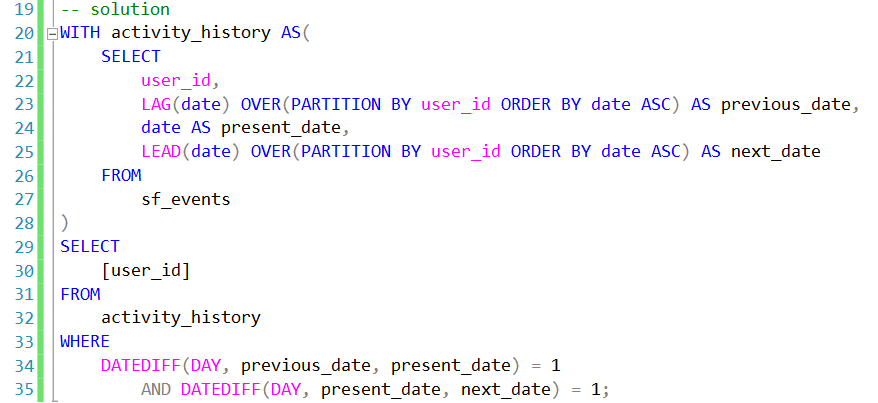 19 -- solution
20 WITH activity_history AS(
21     SELECT
22         user_id,
23         LAG(date) OVER(PARTITION BY user_id ORDER BY date ASC) AS previous_date,
24         date AS present_date,
25         LEAD(date) OVER(PARTITION BY user_id ORDER BY date ASC) AS next_date
26     FROM
27         sf_events
28 )
29 SELECT
30     [user_id]
31 FROM
32     activity_history
33 WHERE
34     DATEDIFF(DAY, previous_date, present_date) = 1
35         AND DATEDIFF(DAY, present_date, next_date) = 1;